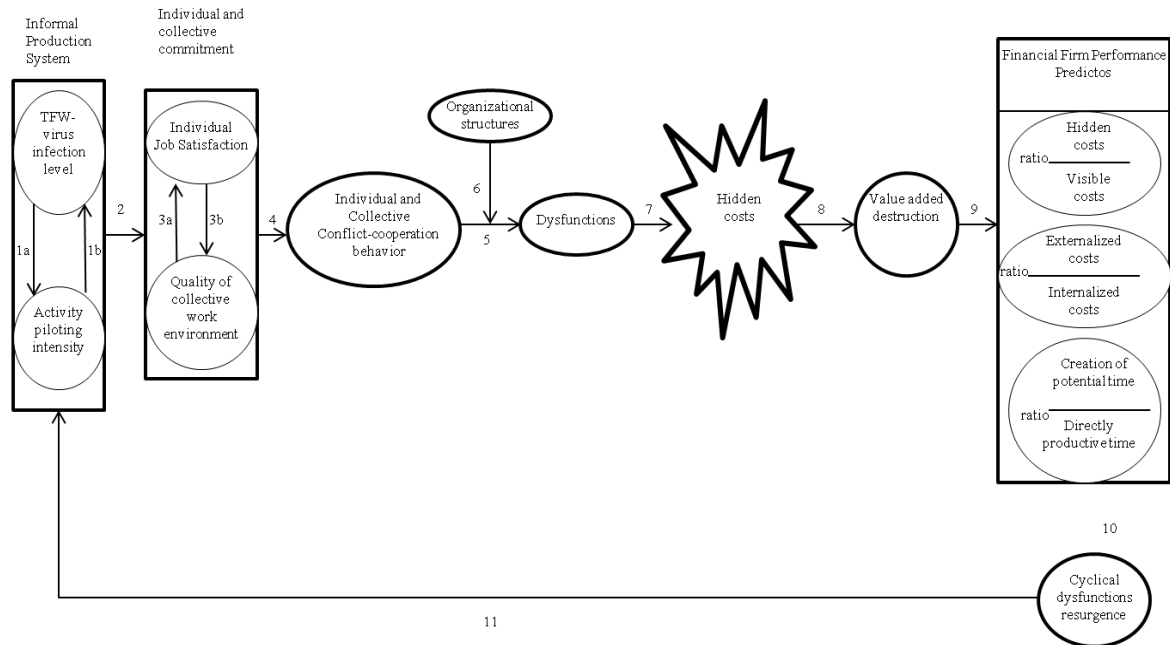 Informal
Production
System
TFW-
virus
infection
level
1a
1b
Activity
piloting
intensity
2
Individual and
collective
commitment
Individual
Job Satisfaction
3a
3b
Quality of
collective
work
environment
4
Individual and
Collective
Conflict-cooperation
behavior
5
Organizational
structures
6
Dysfunctions
7
Hidden
costs
8
Value added
destruction
9
Financial Firm Performance
Predictos
Hidden
costs
ratio
Visible
costs
Externalized
costs
ratio
Internalized
costs
Creation of
potential time
ratio
Directly
productive time
10
Cyclical
dysfunctions
resurgence
11